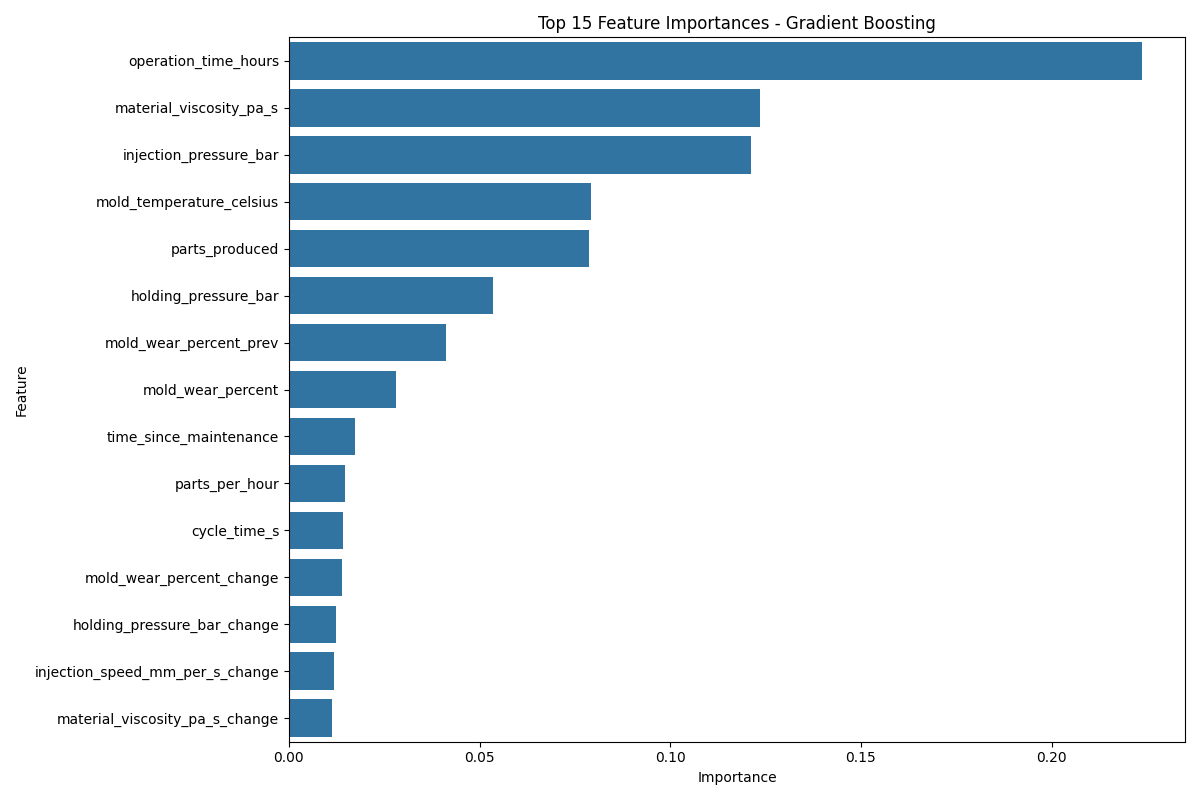 Top 15 Feature Importances - Gradient Boosting
operation_time_hours
material_viscosity_pa_s
injection_pressure_bar
mold_temperature_celsius
parts_produced
holding_pressure_bar
mold_wear_percent_prev
mold_wear_percent
time_since_maintenance
parts_per_hour
cycle_time_s
mold_wear_percent_change
holding_pressure_bar_change
injection_speed_mm_per_s_change
material_viscosity_pa_s_change
Feature
0.00 0.05 0.10 0.15 0.20
Importance